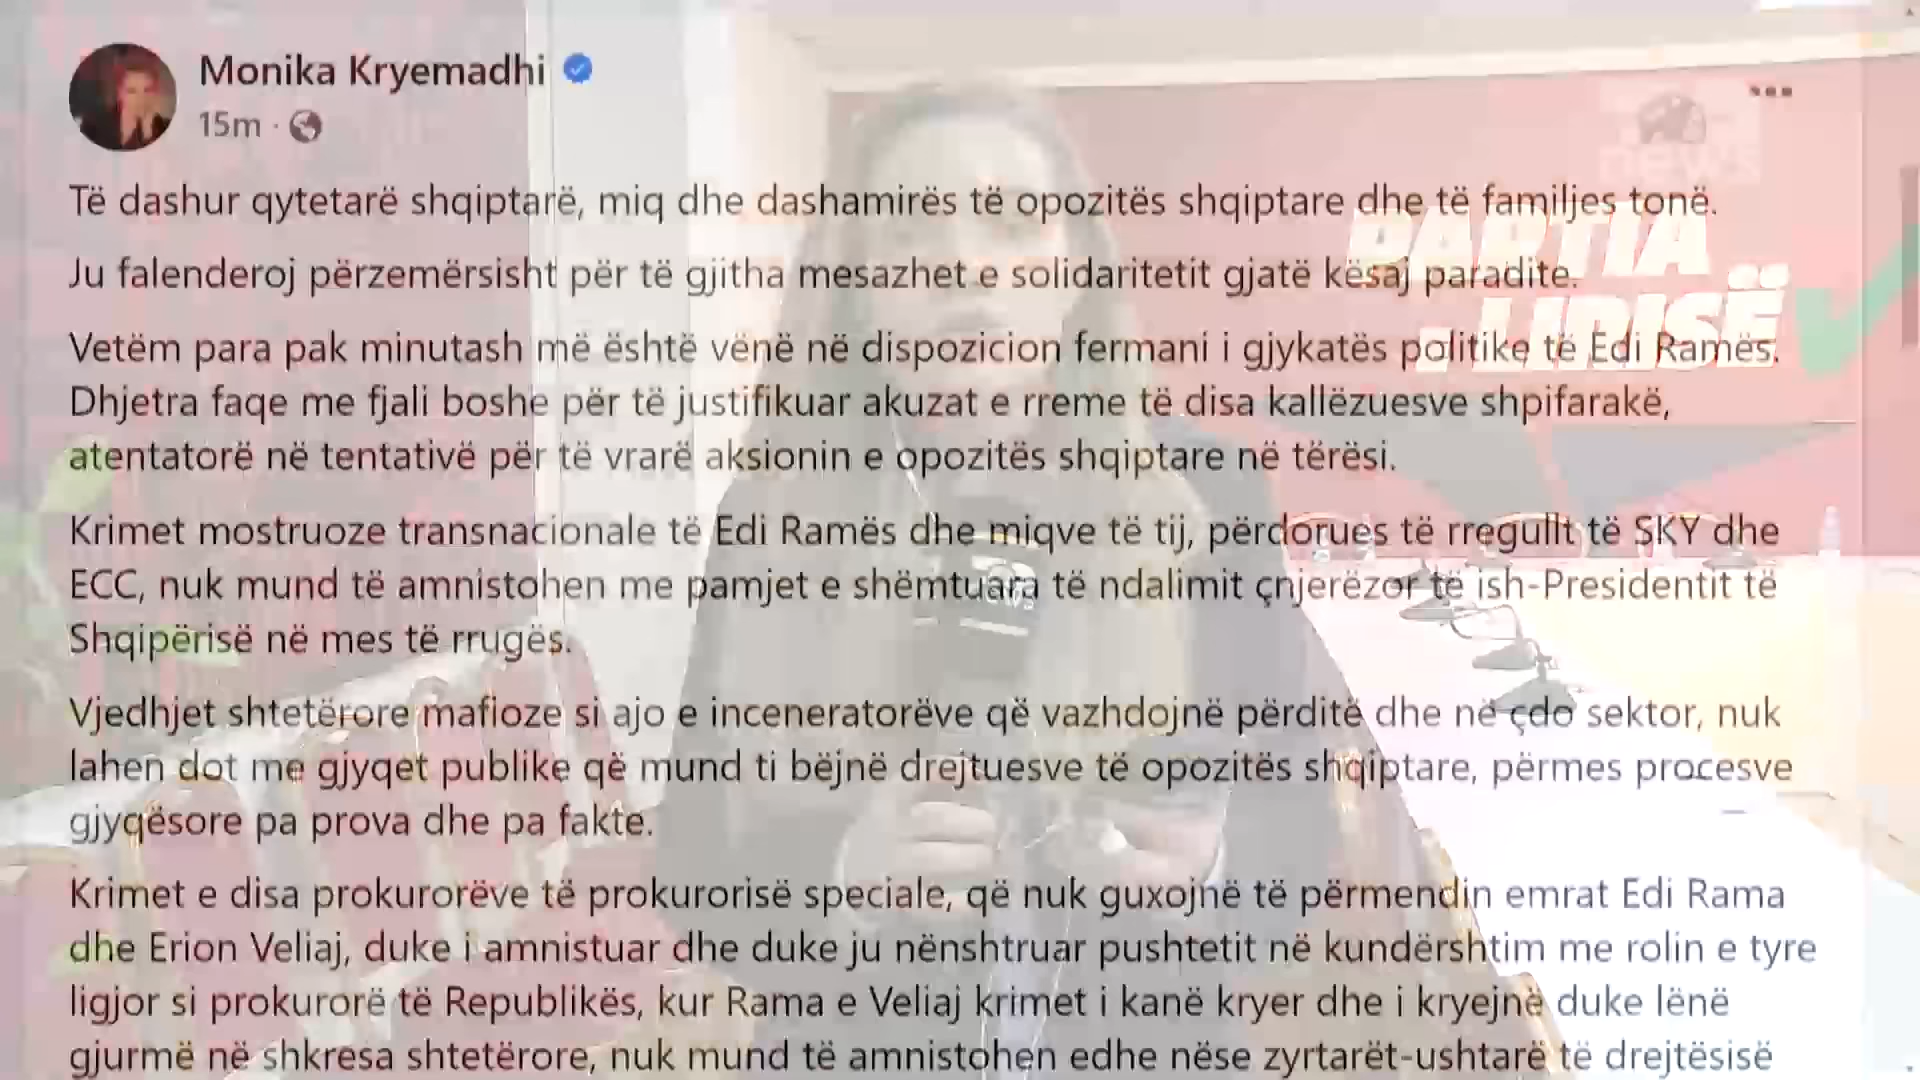 Monika Kryemadhi
15m
news
Të dashur qytetarë shqiptarë, miq dhe dashamirës të opozitës shqiptare dhe të familjes tonë.
PARTIA
Ju falenderoj përzemërsisht për të gjitha mesazhet e solidaritetit gjatë kësaj paradite.
E LIRISË
Vetëm para pak minutash më është vënë në dispozicion fermani i gjykatës politike të Edi Ramës.
Dhjetra faqe me fjali boshe për të justifikuar akuzat e rreme të disa kallëzuesve shpifarakë,
atentatorë në tentativë për të vrarë aksionin e opozitës shqiptare në tërësi.
Krimet mostruoze transnacionale të Edi Ramës dhe miqve të tij, përdorues të rregullt të SKY dhe
ECC, nuk mund të amnistohen me pamjet e shëmtuara të ndalimit çnjerëzor të ish-Presidentit të
news
Shqipërisë në mes të rrugës.
Vjedhjet shtetërore mafioze si ajo e inceneratorëve që vazhdojnë përditë dhe në çdo sektor, nuk
lahen dot me gjyqet publike që mund ti bëjnë drejtuesve të opozitës shqiptare, përmes procesve
gjyqësore pa prova dhe pa fakte.
Krimet e disa prokurorëve të prokurorisë speciale, që nuk guxojnë të përmendin emrat Edi Rama
dhe Erion Veliaj, duke i amnistuar dhe duke ju nënshtruar pushtetit në kundërshtim me rolin e tyre
ligjor si prokurorë të Republikës, kur Rama e Veliaj krimet i kanë kryer dhe i kryejnë duke lënë
gjurmë në shkresa shtetërore, nuk mund të amnistohen edhe nëse zyrtarët-ushtarë të drejtësisë